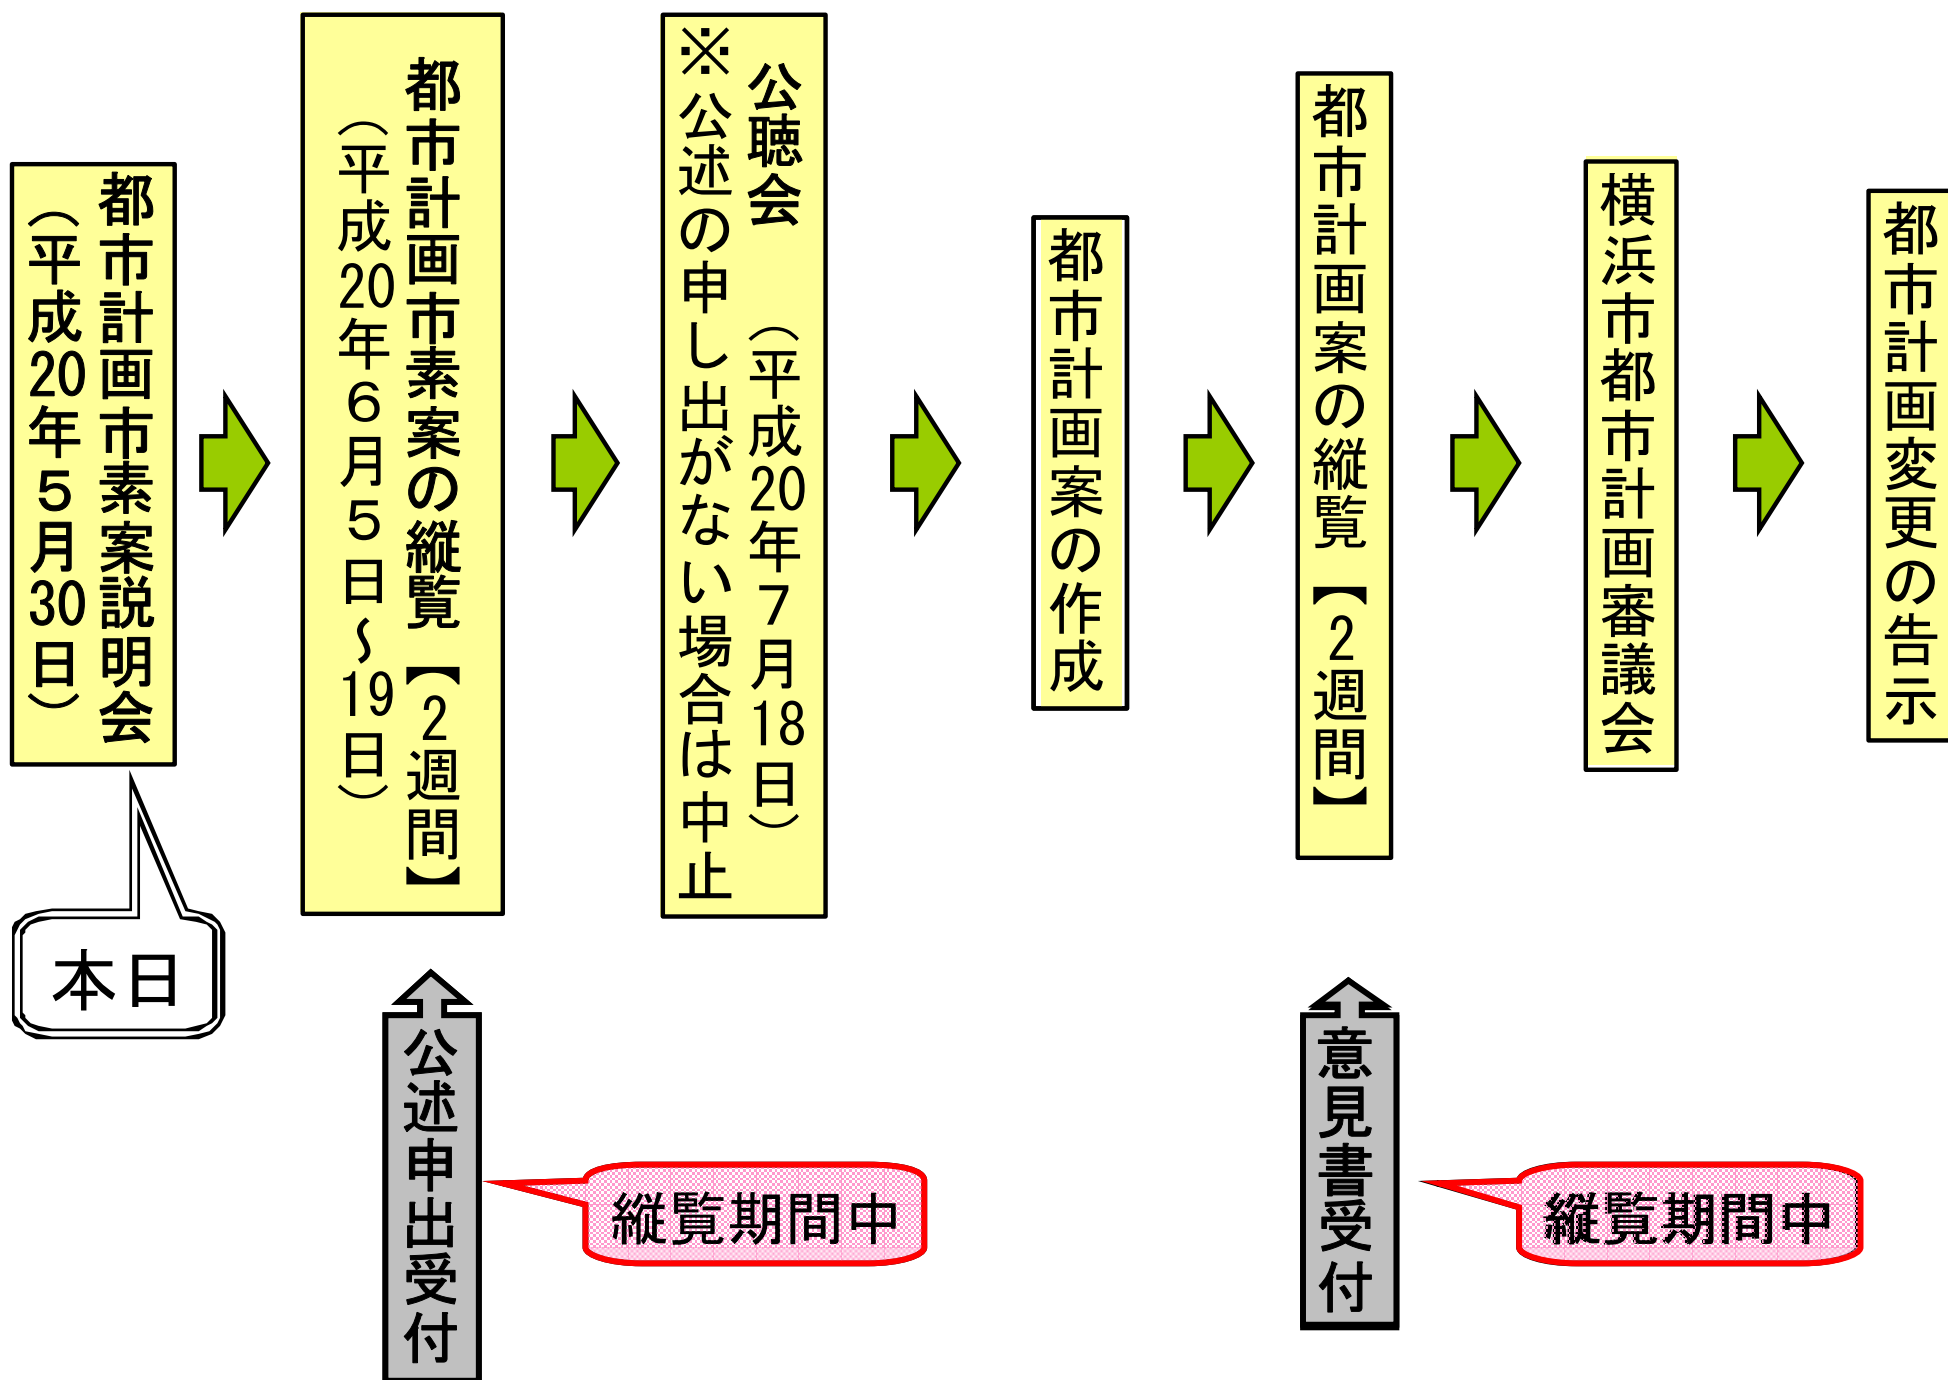 都市計画市素案説明会
（平成20年５月30日）
本日
都市計画市素案の縦覧【２週間】
（平成20年６月５日～19日）
公述申出受付
縦覧期間中
公聴会　（平成20年７月18日）
※公述の申し出がない場合は中止
都市計画案の作成
都市計画案の縦覧【２週間】
意見書受付
縦覧期間中
横浜市都市計画審議会
都市計画変更の告示